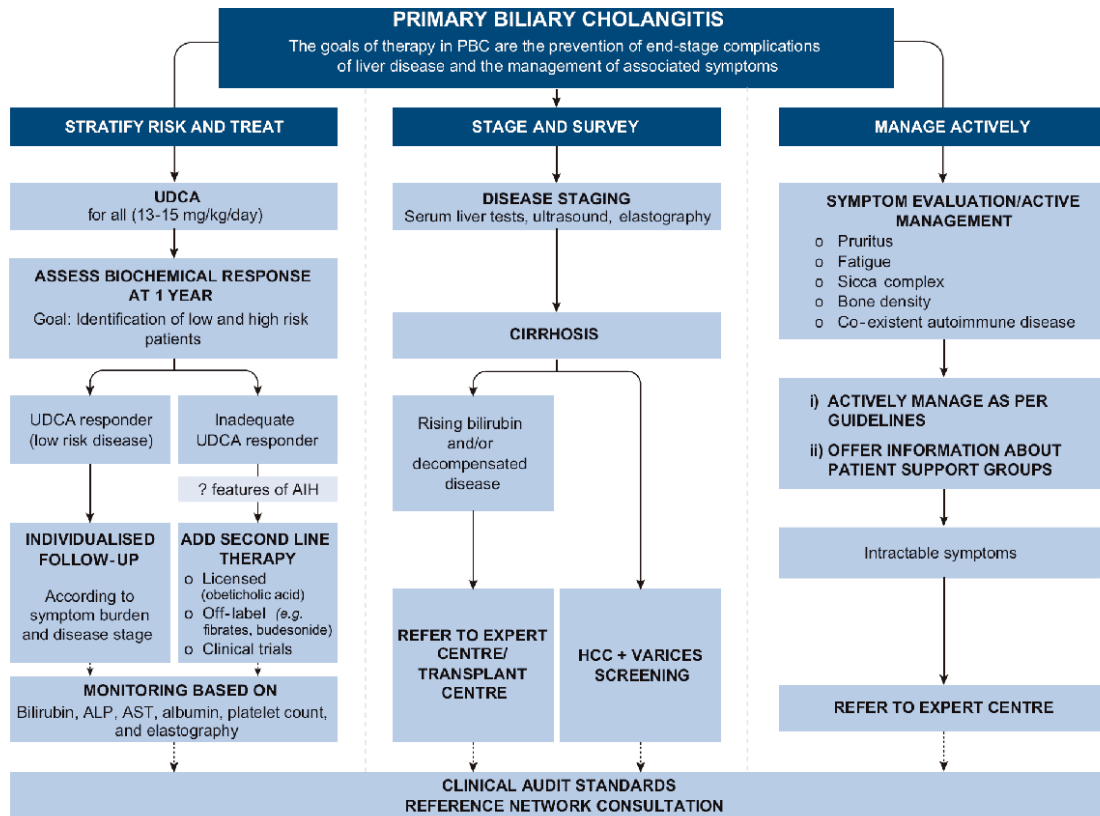 PRIMARY BILIARY CHOLANGITIS
The goals of therapy in PBC are the prevention of end-stage complications
of liver disease and the management of associated symptoms
STRATIFY RISK AND TREAT
UDCA
for all (13-15 mg/kg/day)
ASSESS BIOCHEMICAL RESPONSE
AT 1 YEAR
Goal: Identification of low and high risk
patients
UDCA responder
(low risk disease)
Inadequate
UDCA responder
? features of AIH
INDIVIDUALISED
FOLLOW-UP
According to
symptom burden
and disease stage
ADD SECOND LINE
THERAPY
o Licensed
(obeticholic acid)
o Off-label (e.g.
fibrates, budesonide)
o Clinical trials
MONITORING BASED ON
Bilirubin, ALP, AST, albumin, platelet count,
and elastography
STAGE AND SURVEY
DISEASE STAGING
Serum liver tests, ultrasound, elastography
CIRRHOSIS
Rising bilirubin
and/or
decompensated
disease
REFER TO EXPERT
CENTRE/
TRANSPLANT
CENTRE
HCC + VARICES
SCREENING
MANAGE ACTIVELY
SYMPTOM EVALUATION/ACTIVE
MANAGEMENT
o Pruritus
o Fatigue
o Sicca complex
o Bone density
o Co-existent autoimmune disease
i) ACTIVELY MANAGE AS PER
GUIDELINES
ii) OFFER INFORMATION ABOUT
PATIENT SUPPORT GROUPS
Intractable symptoms
REFER TO EXPERT CENTRE
CLINICAL AUDIT STANDARDS
REFERENCE NETWORK CONSULTATION